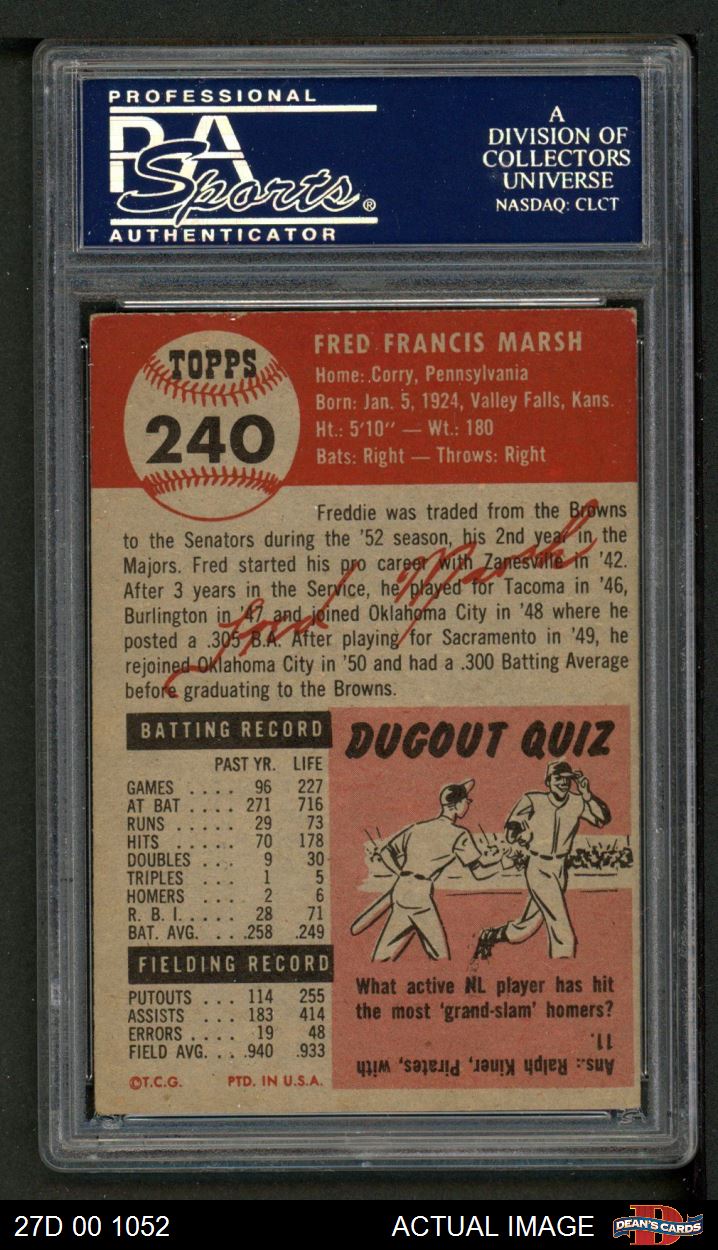 PROFESSIONAL
PSA
Sports®
AUTHENTICATOR
A
DIVISION OF
COLLECTORS
UNIVERSE
NASDAQ: CLCT
TOPPS
240
FRED FRANCIS MARSH
Home: Corry, Pennsylvania
Born: Jan. 5, 1924, Valley Falls, Kans.
Ht.: 5'10" — Wt.: 180
Bats: Right — Throws: Right
Freddie was traded from the Browns
to the Senators during the '52 season, his 2nd year in the
Majors. Fred started his pro career with Zanesville in '42.
After 3 years in the Service, he played for Tacoma in '46,
Burlington in '47 and joined Oklahoma City in '48 where he
posted a .305 B.A. After playing for Sacramento in '49, he
rejoined Oklahoma City in '50 and had a .300 Batting Average
before graduating to the Browns.
Fred Marsh
BATTING RECORD
PAST YR. LIFE
GAMES .... 96 227
AT BAT .... 271 716
RUNS ..... 29 73
HITS ..... 70 178
DOUBLES ... 9 30
TRIPLES ... 1 5
HOMERS ... 2 6
R. B. I. .... 28 .71
BAT. AVG. ... .258 .249
FIELDING RECORD
PUTOUTS ... 114 255
ASSISTS ... 183 414
ERRORS .... 19 48
FIELD AVG. .. .940 .933
©T.C.G. PTD. IN U.S.A.
DUGOUT QUIZ
What active NL player has hit
the most 'grand-slam' homers?
Ans.: Ralph Kiner, Pirates, with
11.
27D 00 1052
ACTUAL IMAGE
D
DEAN'S CARDS